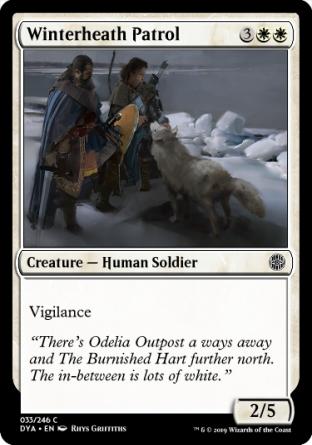 Winterheath Patrol 3
Creature — Human Soldier
Vigilance
“There’s Odelia Outpost a ways away
and The Burnished Hart further north.
The in-between is lots of white.”
2/5
033/246 C
DYA • EN Rhys Griffiths
™ & © 2019 Wizards of the Coast